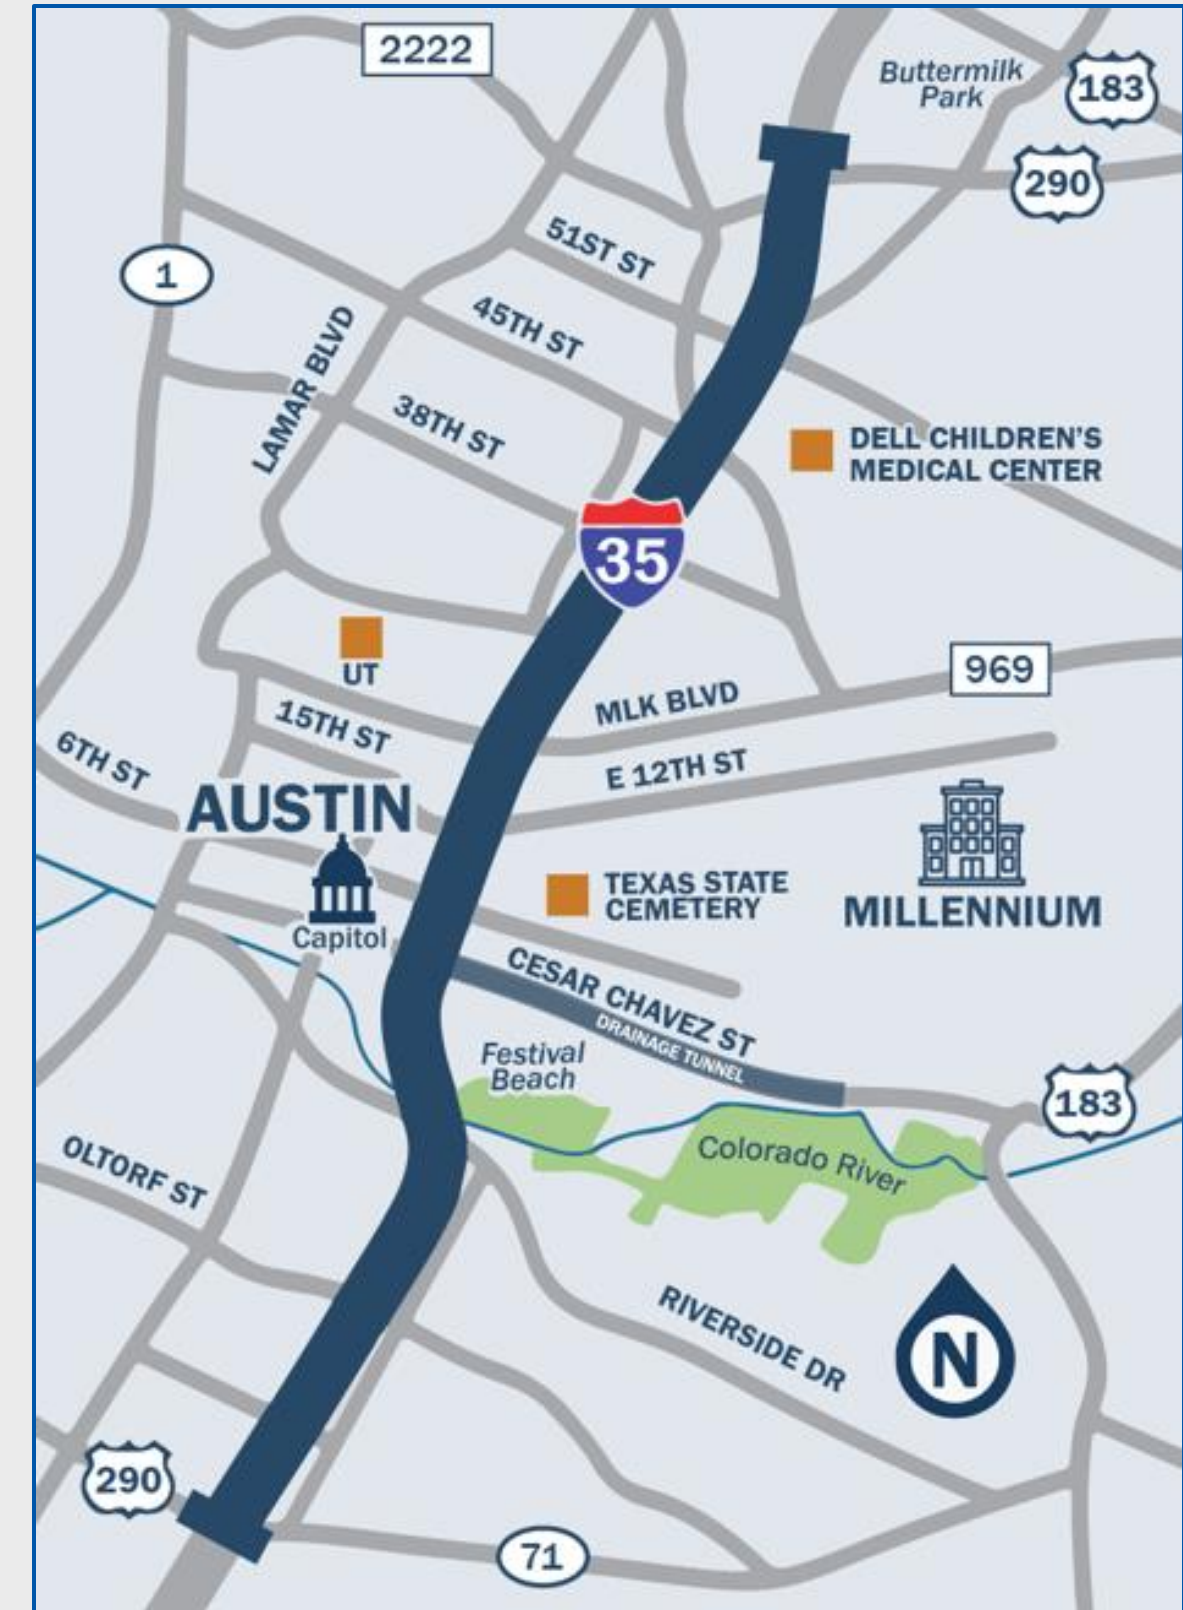 2222
Buttermilk
Park
183
290
51ST ST
1
45TH ST
LAMAR BLVD
38TH ST
DELL CHILDREN'S
MEDICAL CENTER
35
UT
969
MLK BLVD
15TH ST
6TH ST
E 12TH ST
AUSTIN
TEXAS STATE
CEMETERY
MILLENNIUM
Capitol
CESAR CHAVEZ ST
DRAINAGE TUNNEL
Festival
Beach
183
Colorado River
OLTORF ST
RIVERSIDE DR
N
290
71